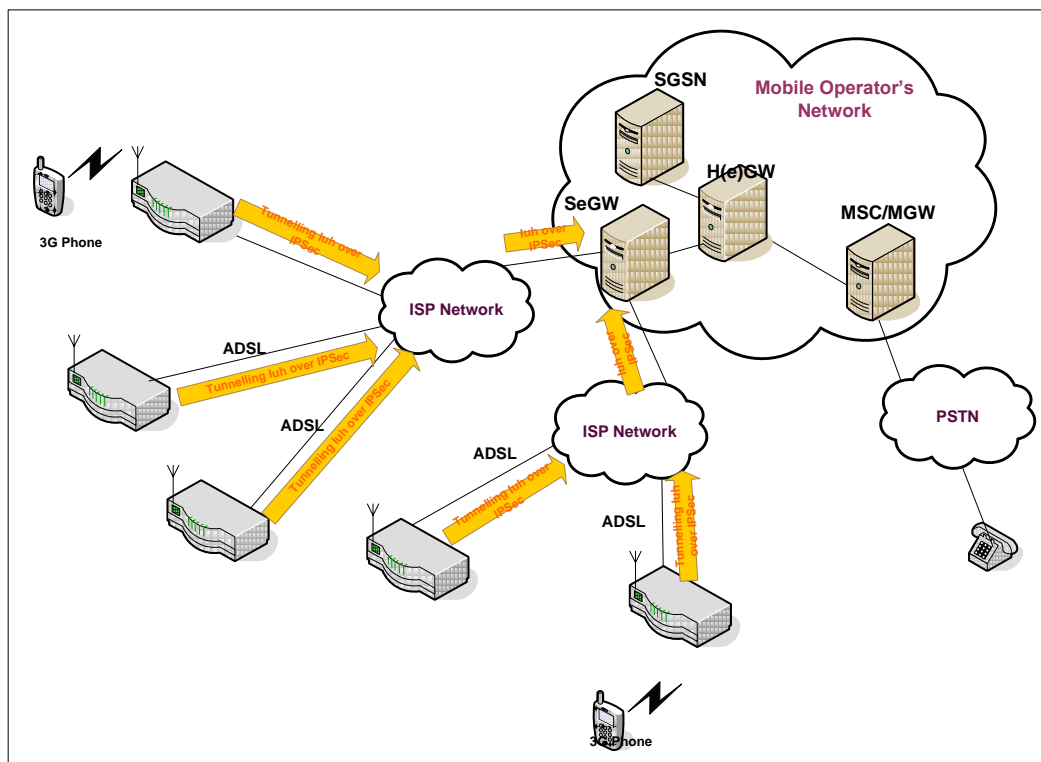 SGSN
Mobile Operator's
Network
H(e)GW
SeGW
MSC/MGW
3G Phone
Tunnelling Iuh over
IPSec
Iuh over
IPSec
ISP Network
ADSL
Tunnelling Iuh over IPSec
ADSL
Tunnelling Iuh over IPSec
Iuh over
IPSec
ISP Network
PSTN
ADSL
Tunnelling Iuh over
IPSec
ADSL
Tunnelling Iuh
over IPSec
3G Phone